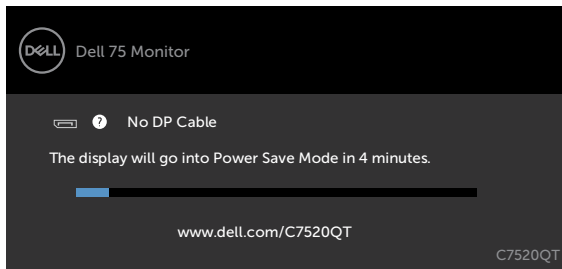 DELL Dell 75 Monitor
? No DP Cable
The display will go into Power Save Mode in 4 minutes.
www.dell.com/C7520QT
C7520QT